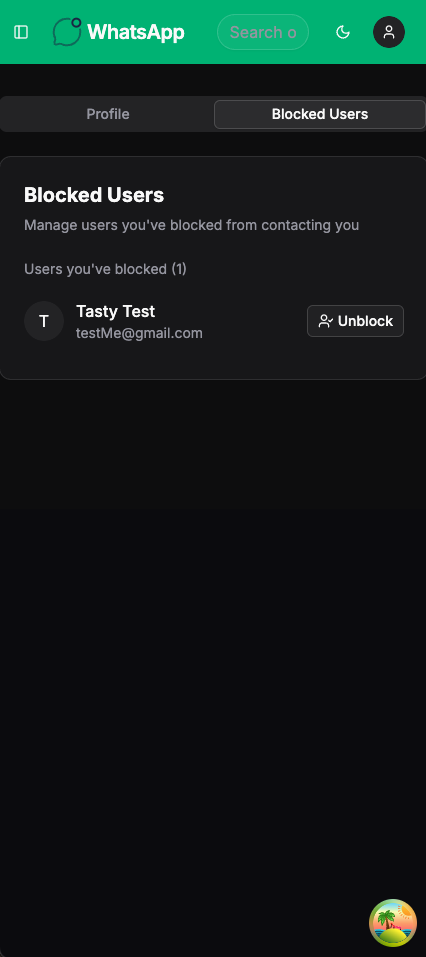 WhatsApp
Search o
Profile
Blocked Users
Blocked Users
Manage users you've blocked from contacting you
Users you've blocked (1)
T
Tasty Test
testMe@gmail.com
Unblock